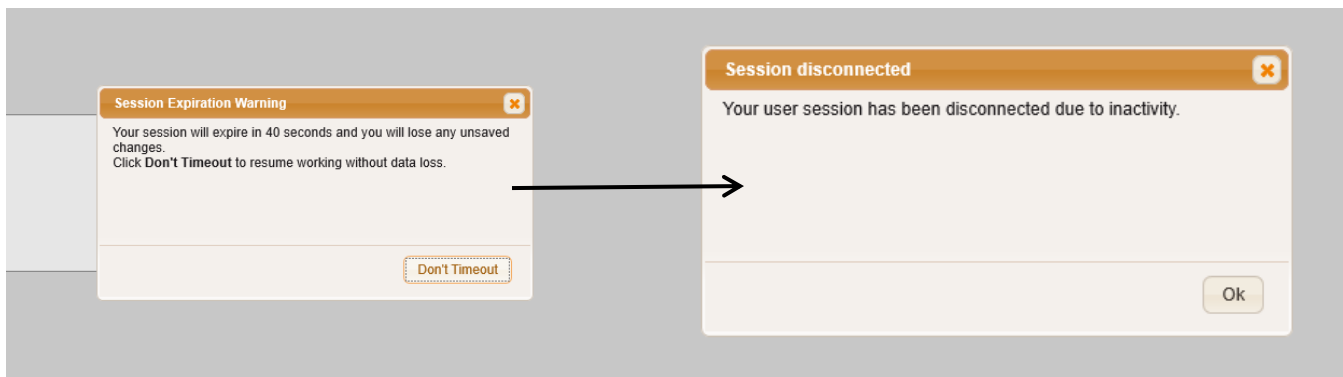 Session Expiration Warning
Your session will expire in 40 seconds and you will lose any unsaved
changes.
Click Don't Timeout to resume working without data loss.
Don't Timeout
Session disconnected
Your user session has been disconnected due to inactivity.
Ok